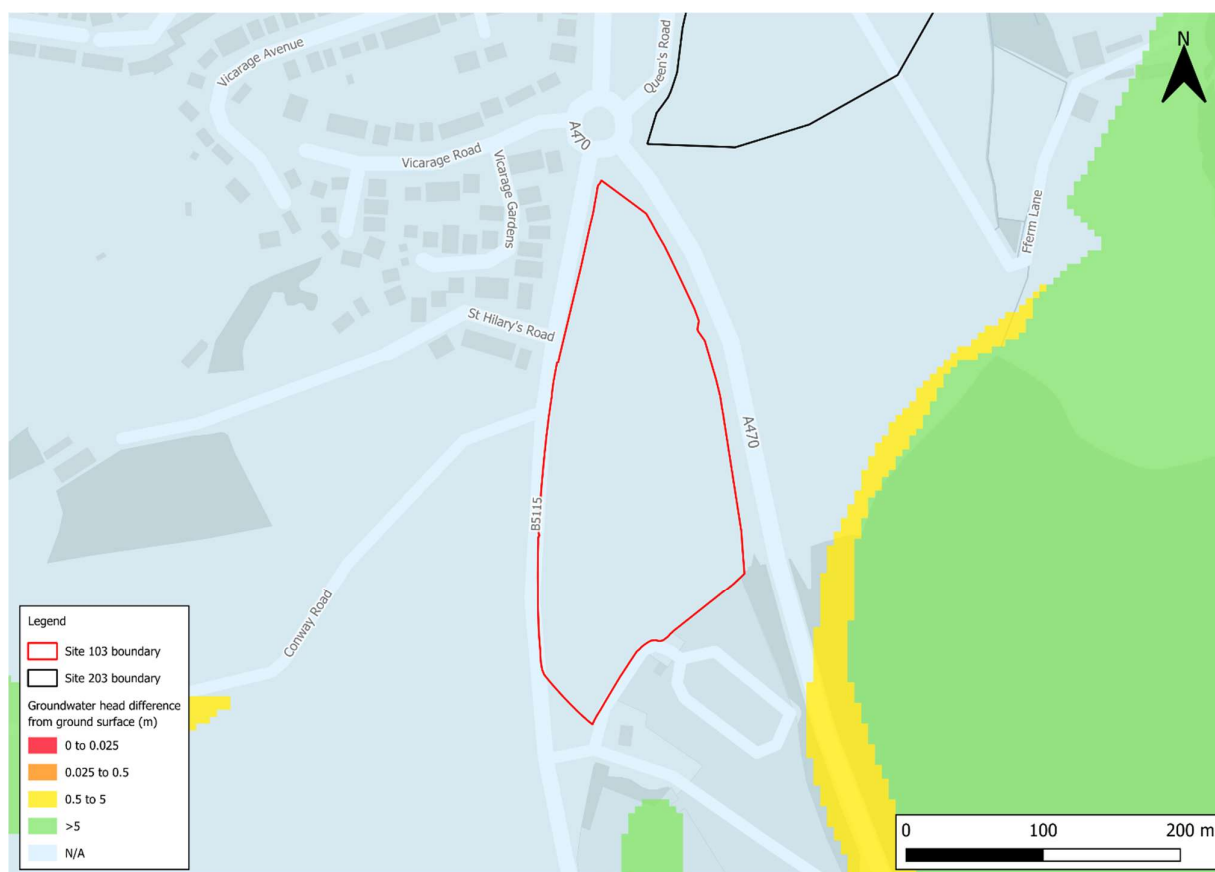 N
Queen's Road
Vicarage Avenue
A470
Vicarage Road
Vicarage Gardens
Fferm Lane
St Hilary's Road
A470
B5115
Conway Road
Legend
Site 103 boundary
Site 203 boundary
Groundwater head difference
from ground surface (m)
0 to 0.025
0.025 to 0.5
0.5 to 5
>5
N/A
0 100 200 m